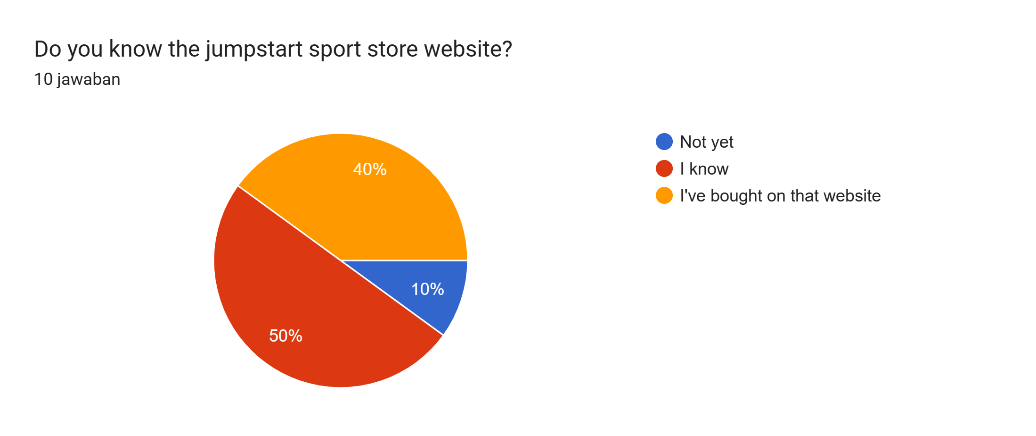 Do you know the jumpstart sport store website?
10 jawaban
Not yet
I know
I've bought on that website
40%
10%
50%